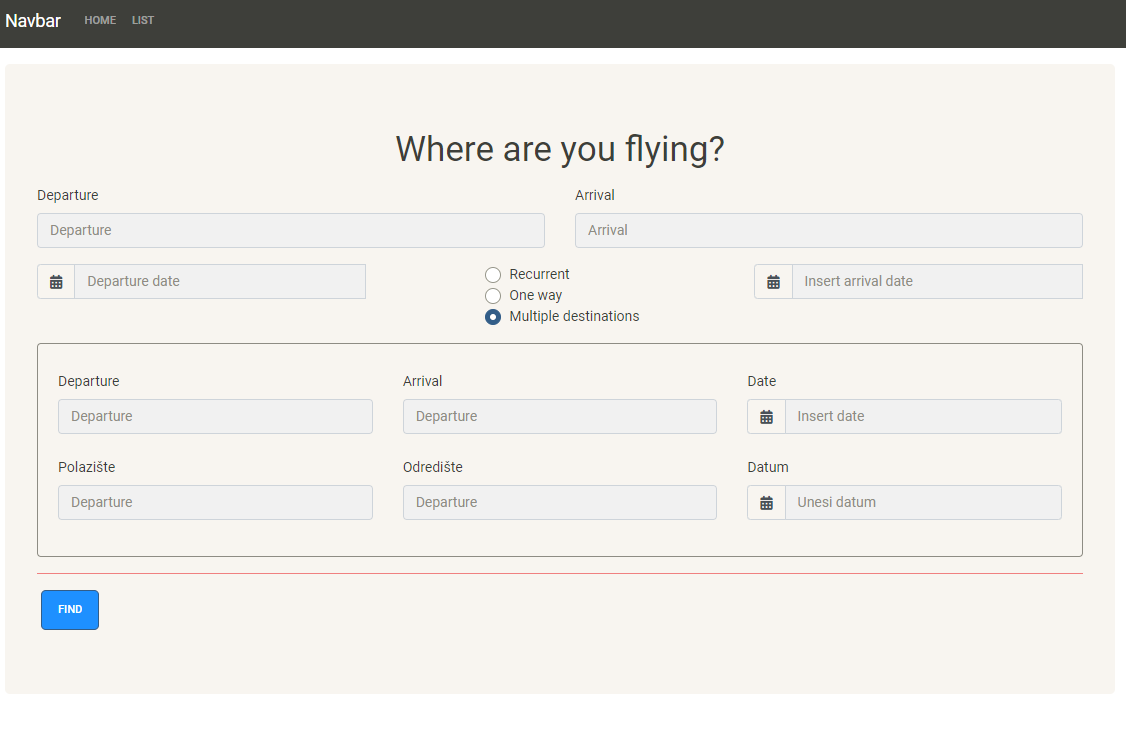 Navbar HOME LIST
Where are you flying?
Departure Arrival
Departure Arrival
Departure date Recurrent Insert arrival date
One way
Multiple destinations
Departure Arrival Date
Departure Departure Insert date
Polazište Odredište Datum
Departure Departure Unesi datum
FIND